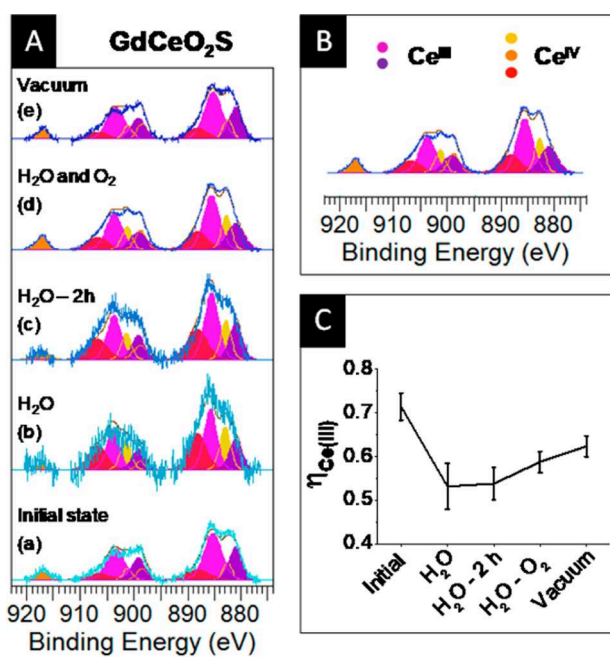 A
GdCeO₂S
Vacuum
(e)
H₂O and O₂
(d)
H₂O – 2h
(c)
H₂O
(b)
Initial state
(a)
920 910 900 890 880
Binding Energy (eV)
B
Ceᴵᴵᴵ
Ceᴵⱽ
920 910 900 890 880
Binding Energy (eV)
C
0.8
0.7
0.6
0.5
0.4
η Ce(III)
Initial
H₂O
H₂O - 2 h
H₂O - O₂
Vacuum